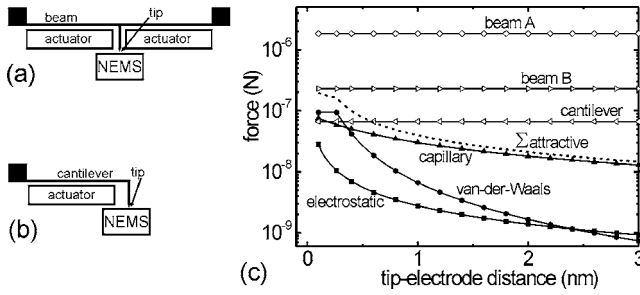 beam
tip
actuator
actuator
NEMS
(a)
cantilever
tip
actuator
NEMS
(b)
force (N)
10⁻⁶
10⁻⁷
10⁻⁸
10⁻⁹
beam A
beam B
cantilever
Σattractive
capillary
van-der-Waals
electrostatic
0 1 2 3
tip-electrode distance (nm)
(c)